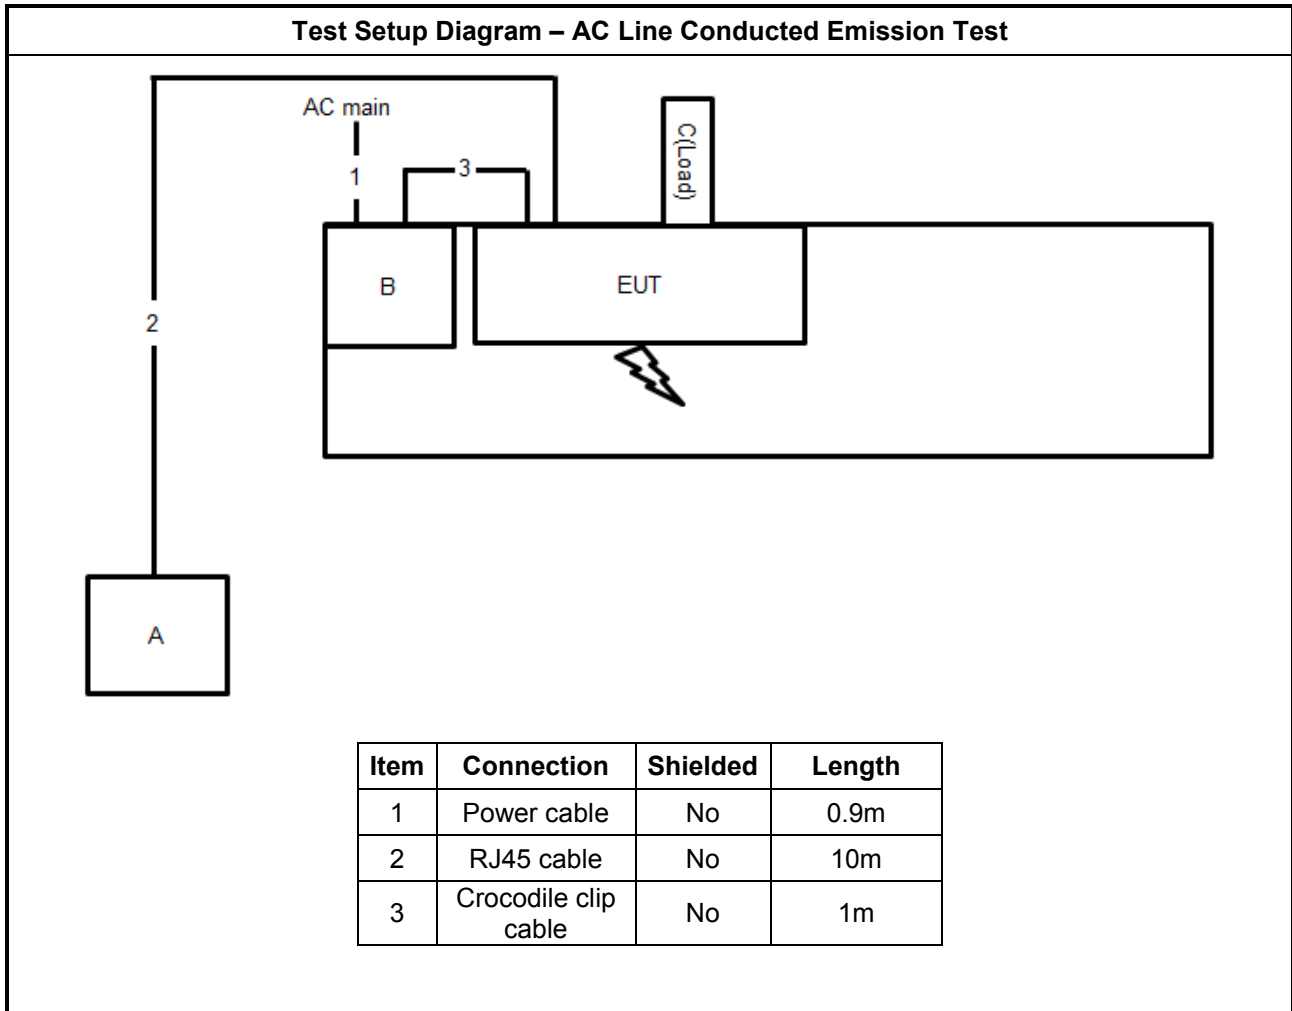 Test Setup Diagram – AC Line Conducted Emission Test
AC main
1
3
C(Load)
B
EUT
2
A
Item Connection Shielded Length
1 Power cable No 0.9m
2 RJ45 cable No 10m
3 Crocodile clip cable No 1m